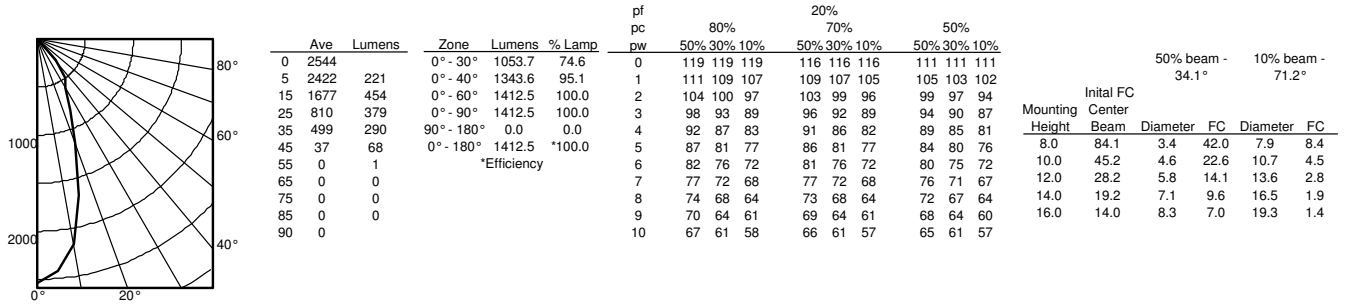 80°
60°
40°
1000
2000
0°
20°
Ave Lumens
0 2544
5 2422 221
15 1677 454
25 810 379
35 499 290
45 37 68
55 0 1
65 0 0
75 0 0
85 0 0
90 0
Zone Lumens % Lamp
0° - 30° 1053.7 74.6
0° - 40° 1343.6 95.1
0° - 60° 1412.5 100.0
0° - 90° 1412.5 100.0
90° - 180° 0.0 0.0
0° - 180° 1412.5 *100.0
*Efficiency
pf 20%
pc 80% 70% 50%
pw 50% 30% 10% 50% 30% 10% 50% 30% 10%
0 119 119 119 116 116 116 111 111 111
1 111 109 107 109 107 105 105 103 102
2 104 100 97 103 99 96 99 97 94
3 98 93 89 96 92 89 94 90 87
4 92 87 83 91 86 82 89 85 81
5 87 81 77 86 81 77 84 80 76
6 82 76 72 81 76 72 80 75 72
7 77 72 68 77 72 68 76 71 67
8 74 68 64 73 68 64 72 67 64
9 70 64 61 69 64 61 68 64 60
10 67 61 58 66 61 57 65 61 57
50% beam - 10% beam -
34.1° 71.2°
Inital FC
Mounting Center
Height Beam Diameter FC Diameter FC
8.0 84.1 3.4 42.0 7.9 8.4
10.0 45.2 4.6 22.6 10.7 4.5
12.0 28.2 5.8 14.1 13.6 2.8
14.0 19.2 7.1 9.6 16.5 1.9
16.0 14.0 8.3 7.0 19.3 1.4